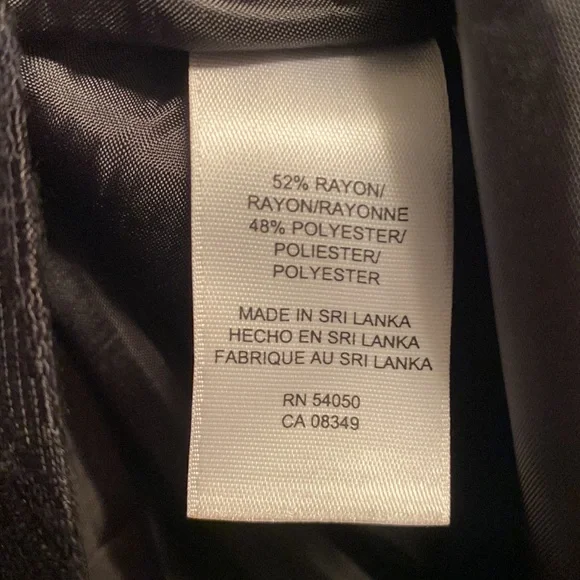 52% RAYON/
RAYON/RAYONNE
48% POLYESTER/
POLIESTER/
POLYESTER
MADE IN SRI LANKA
HECHO EN SRI LANKA
FABRIQUE AU SRI LANKA
RN 54050
CA 08349